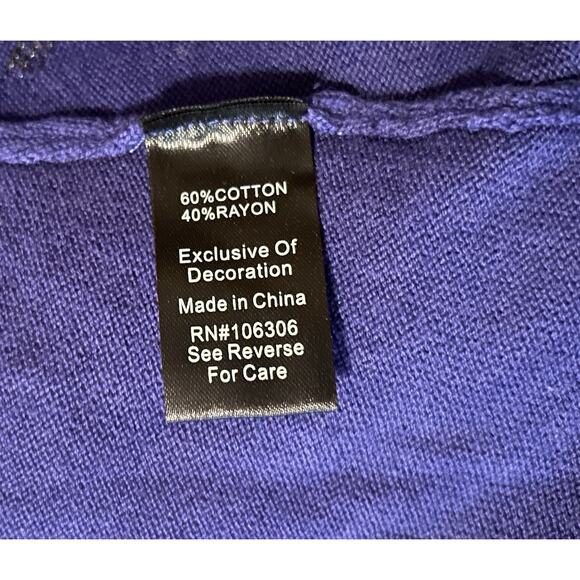 60%COTTON
40%RAYON
Exclusive Of
Decoration
Made in China
RN#106306
See Reverse
For Care